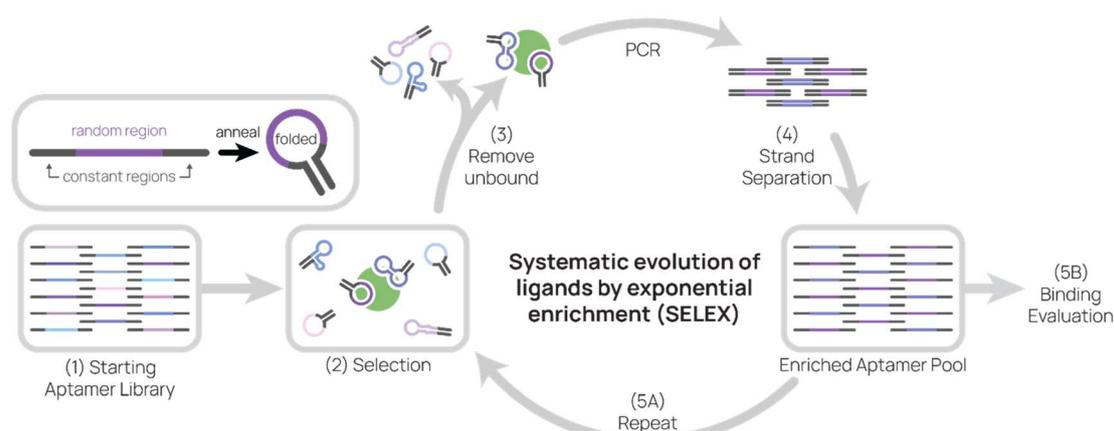 random region
anneal
folded
constant regions
PCR
(3)
Remove
unbound
(4)
Strand
Separation
Systematic evolution of
ligands by exponential
enrichment (SELEX)
(5B)
Binding
Evaluation
(1) Starting
Aptamer Library
(2) Selection
Enriched Aptamer Pool
(5A)
Repeat